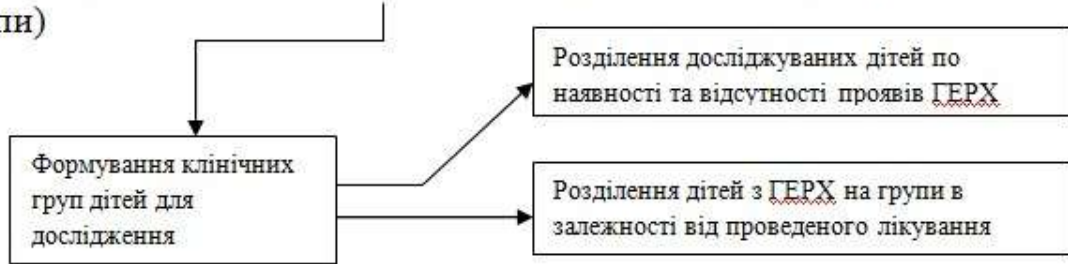 пи)
Розділення досліджуваних дітей по
наявності та відсутності проявів ГЕРХ
Формування клінічних
груп дітей для
дослідження
Розділення дітей з ГЕРХ на групи в
залежності від проведеного лікування